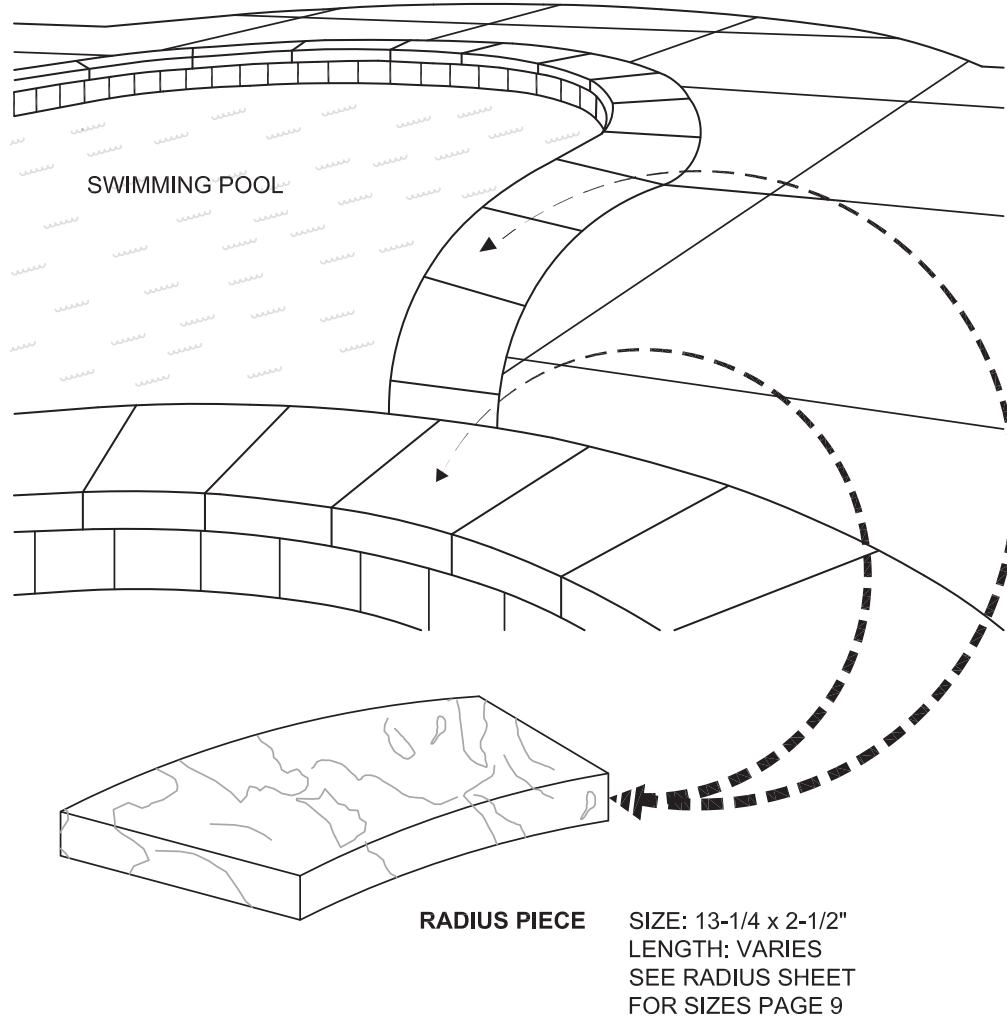 SWIMMING POOL
RADIUS PIECE
SIZE: 13-1/4 x 2-1/2"
LENGTH: VARIES
SEE RADIUS SHEET
FOR SIZES PAGE 9